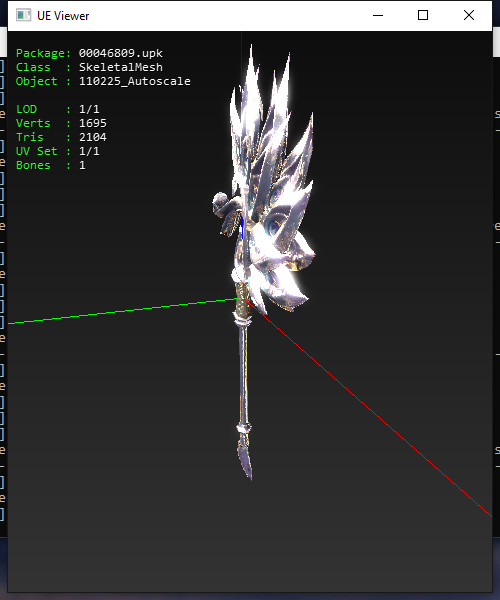 UE Viewer
Package: 00046809.upk
Class  : SkeletalMesh
Object : 110225_Autoscale
LOD    : 1/1
Verts  : 1695
Tris   : 2104
UV Set : 1/1
Bones  : 1